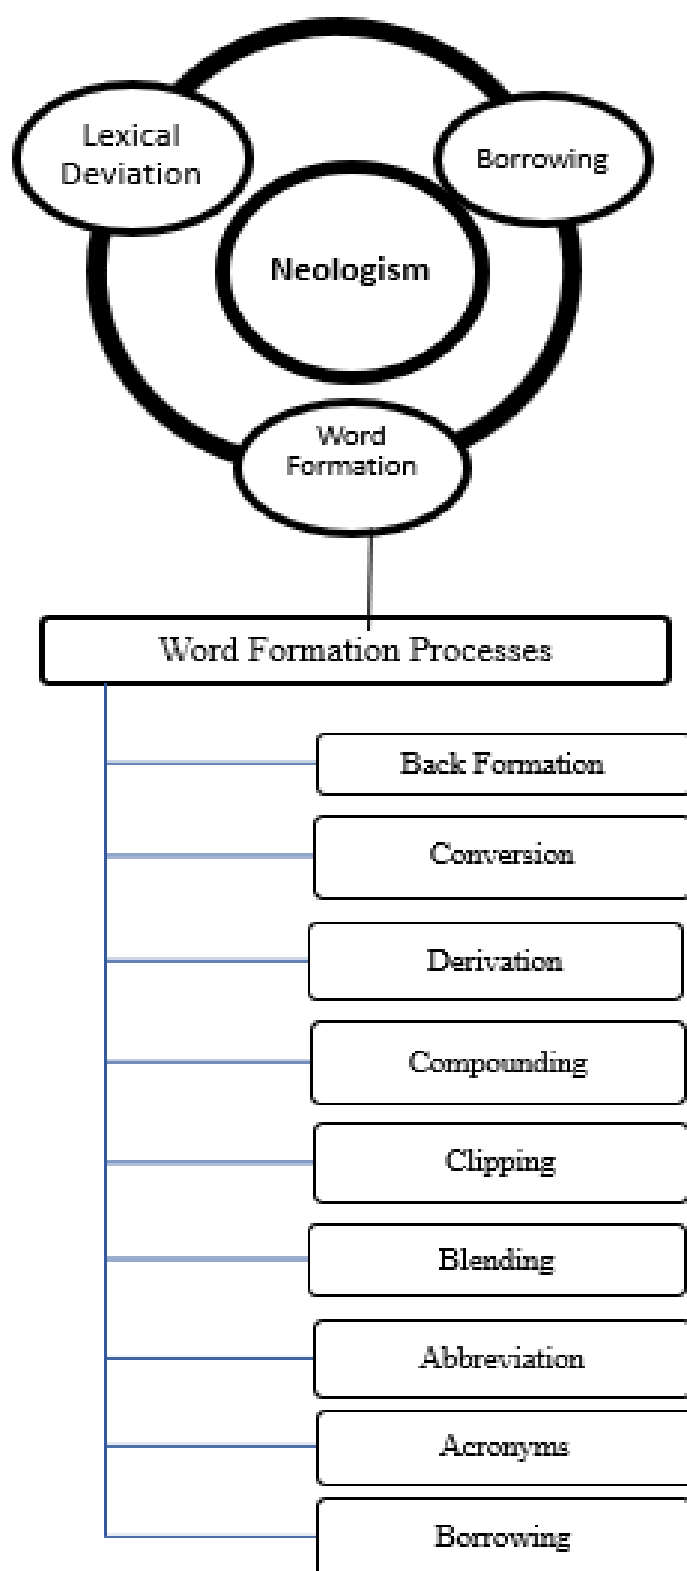 Lexical
Deviation
Borrowing
Neologism
Word
Formation
Word Formation Processes
Back Formation
Conversion
Derivation
Compounding
Clipping
Blending
Abbreviation
Acronyms
Borrowing